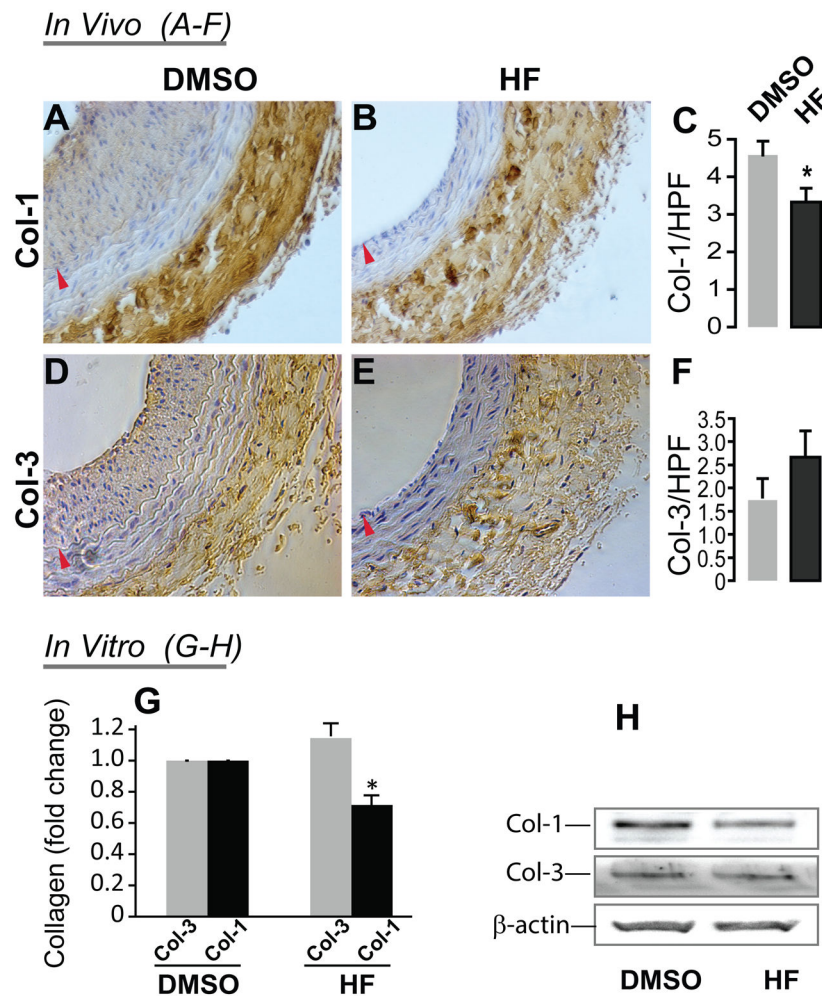 In Vivo (A-F)
DMSO
HF
A
B
Col-1
C
DMSO
HF
Col-1/HPF
5
4
3
2
1
0
*
D
E
Col-3
F
Col-3/HPF
3.5
3.0
2.5
2.0
1.5
1.0
0.5
0
In Vitro (G-H)
G
Collagen (fold change)
1.2
1.0
0.8
0.6
0.4
0.2
0
*
Col-3
Col-1
Col-3
Col-1
DMSO
HF
H
Col-1
Col-3
β-actin
DMSO
HF